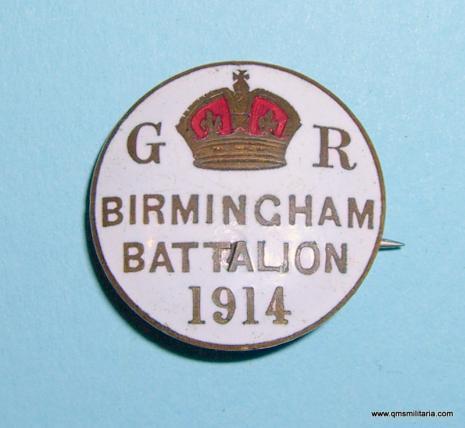 G R
BIRMINGHAM
BATTALION
1914
www.qmsmilitaria.com